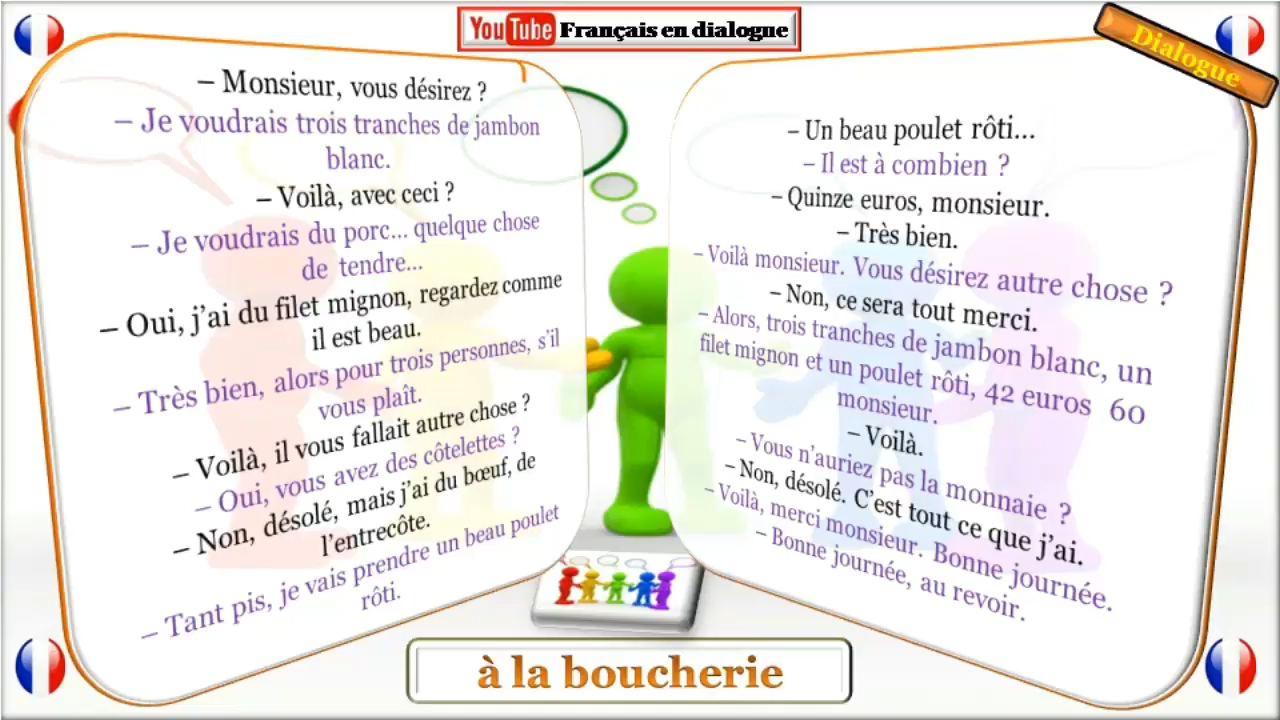 YouTube Français en dialogue
Dialogue
– Monsieur, vous désirez ?
– Je voudrais trois tranches de jambon
blanc.
– Voilà, avec ceci ?
– Je voudrais du porc... quelque chose
de tendre...
– Oui, j'ai du filet mignon, regardez comme
il est beau.
– Très bien, alors pour trois personnes, s'il
vous plaît.
– Voilà, il vous fallait autre chose ?
– Oui, vous avez des côtelettes ?
– Non, désolé, mais j'ai du bœuf, de
l'entrecôte.
– Tant pis, je vais prendre un beau poulet
rôti.
– Un beau poulet rôti...
– Il est à combien ?
– Quinze euros, monsieur.
– Très bien.
– Voilà monsieur. Vous désirez autre chose ?
– Non, ce sera tout merci.
– Alors, trois tranches de jambon blanc, un
filet mignon et un poulet rôti, 42 euros 60
monsieur.
– Voilà.
– Vous n'auriez pas la monnaie ?
– Non, désolé. C'est tout ce que j'ai.
– Voilà, merci monsieur. Bonne journée.
– Bonne journée, au revoir.
à la boucherie